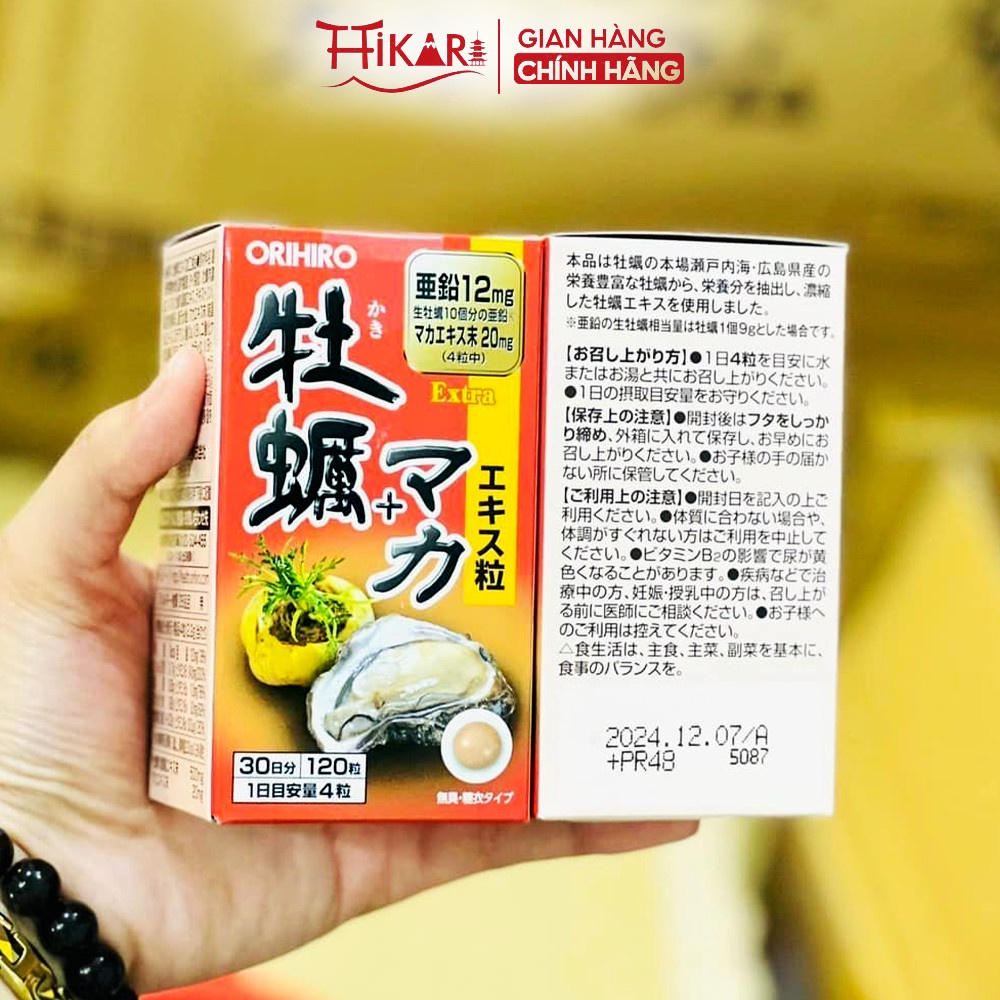 HiKARi
GIAN HÀNG
CHÍNH HÃNG
ORIHIRO
亜鉛12mg
生牡蠣10個分の亜鉛※
マカエキス末 20mg
(4粒中)
Extra
かき
牡蠣
+
マカ
エキス粒
30日分 120粒
1日目安量4粒
無臭・糖衣タイプ
本品は牡蠣の本場瀬戸内海・広島県産の
栄養豊富な牡蠣から、栄養分を抽出し、濃縮
した牡蠣エキスを使用しました。
※亜鉛の生牡蠣相当量は牡蠣1個9gとした場合です。
【お召し上がり方】●1日4粒を目安に水
またはお湯と共にお召し上がりください。
●1日の摂取目安量をお守りください。
【保存上の注意】●開封後はフタをしっか
り締め、外箱に入れて保存し、お早めにお
召し上がりください。●お子様の手の届か
ない所に保管してください。
【ご利用上の注意】●開封日を記入の上ご
利用ください。●体質に合わない場合や、
体調がすぐれない方はご利用を中止して
ください。●ビタミンB₂の影響で尿が黄
色くなることがあります。●疾病などで治
療中の方、妊娠・授乳中の方は、召し上が
る前に医師にご相談ください。●お子様へ
のご利用は控えてください。
△食生活は、主食、主菜、副菜を基本に、
食事のバランスを。
2024.12.07/A
+PR48 5087